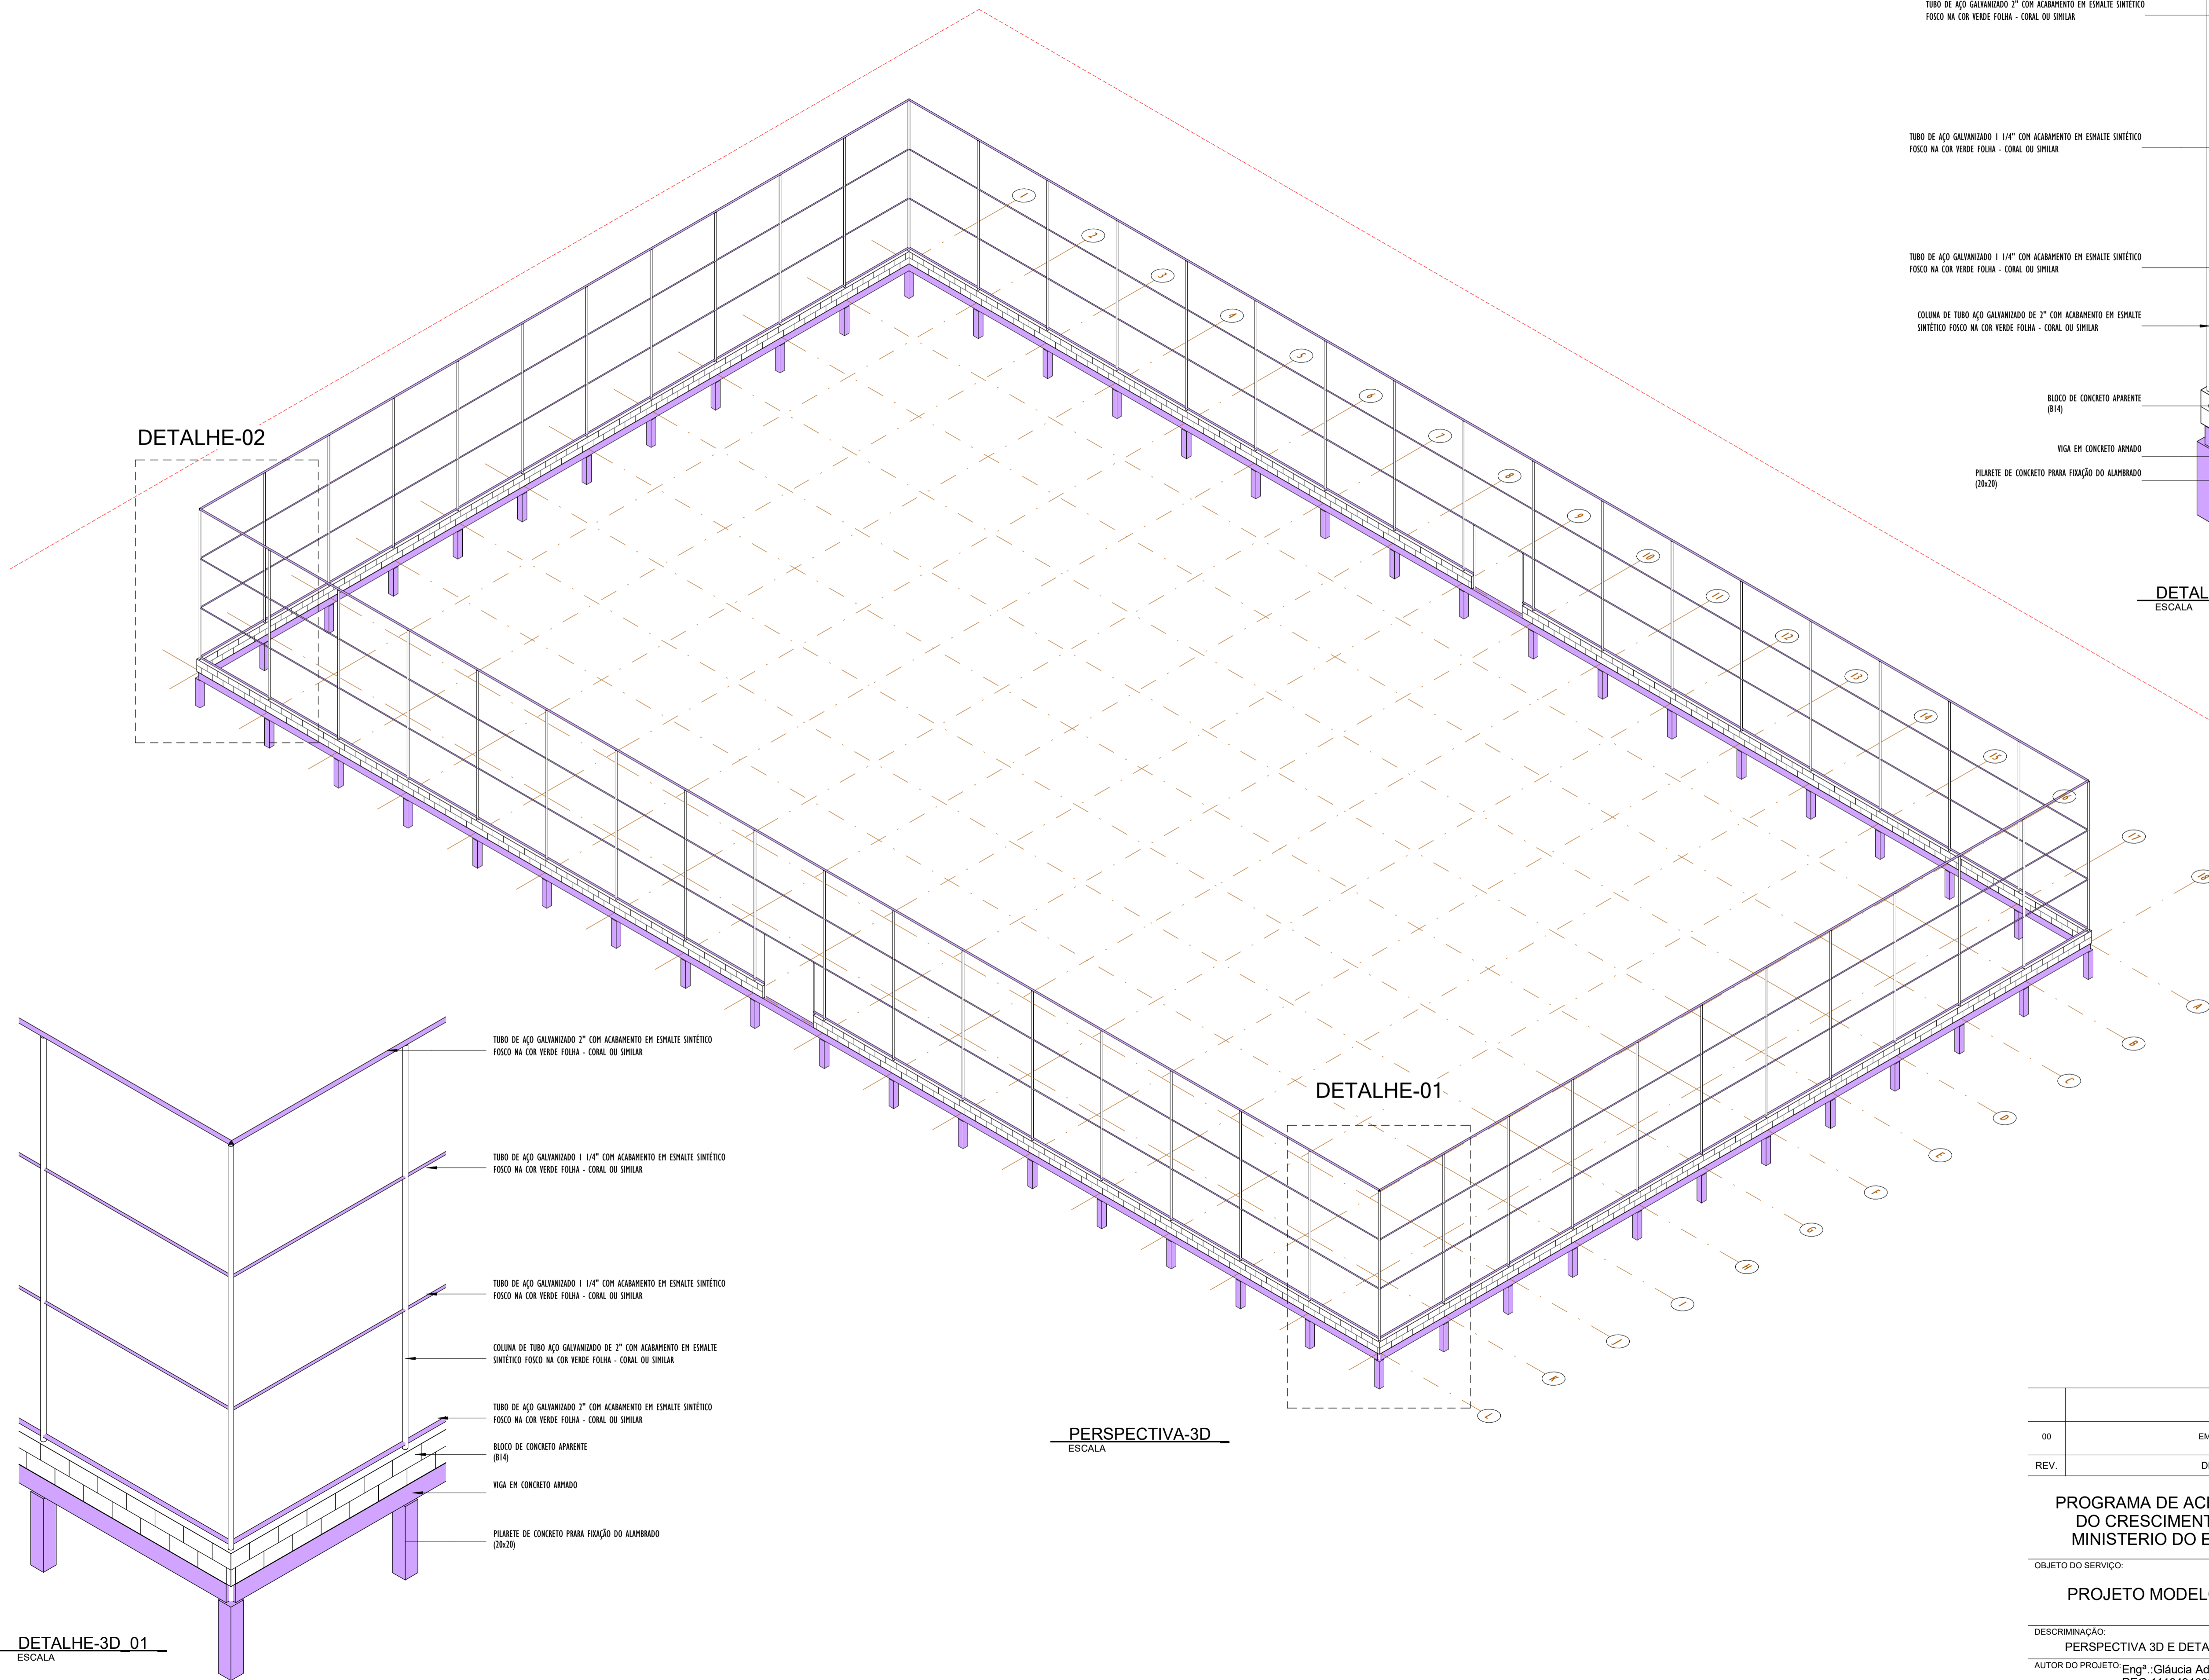 TUBO DE AÇO GALVANIZADO 2" COM ACABAMENTO EM ESMALTE SINTÉTICO
FOSCO NA COR VERDE FOLHA - CORAL OU SIMILAR
TUBO DE AÇO GALVANIZADO 1 1/4" COM ACABAMENTO EM ESMALTE SINTÉTICO
FOSCO NA COR VERDE FOLHA - CORAL OU SIMILAR
TUBO DE AÇO GALVANIZADO 1 1/4" COM ACABAMENTO EM ESMALTE SINTÉTICO
FOSCO NA COR VERDE FOLHA - CORAL OU SIMILAR
COLUNA DE TUBO AÇO GALVANIZADO DE 2" COM ACABAMENTO EM ESMALTE
SINTÉTICO FOSCO NA COR VERDE FOLHA - CORAL OU SIMILAR
BLOCO DE CONCRETO APARENTE
(B14)
VIGA EM CONCRETO ARMADO
PILARETE DE CONCRETO PRARA FIXAÇÃO DO ALAMBRADO
(20x20)
DETAL
ESCALA
DETALHE-02
1
2
3
4
5
6
7
8
9
10
11
12
13
14
15
16
17
18
A
B
C
D
E
F
G
H
I
J
K
L
DETALHE-01
PERSPECTIVA-3D
ESCALA
TUBO DE AÇO GALVANIZADO 2" COM ACABAMENTO EM ESMALTE SINTÉTICO
FOSCO NA COR VERDE FOLHA - CORAL OU SIMILAR
TUBO DE AÇO GALVANIZADO 1 1/4" COM ACABAMENTO EM ESMALTE SINTÉTICO
FOSCO NA COR VERDE FOLHA - CORAL OU SIMILAR
TUBO DE AÇO GALVANIZADO 1 1/4" COM ACABAMENTO EM ESMALTE SINTÉTICO
FOSCO NA COR VERDE FOLHA - CORAL OU SIMILAR
COLUNA DE TUBO AÇO GALVANIZADO DE 2" COM ACABAMENTO EM ESMALTE
SINTÉTICO FOSCO NA COR VERDE FOLHA - CORAL OU SIMILAR
TUBO DE AÇO GALVANIZADO 2" COM ACABAMENTO EM ESMALTE SINTÉTICO
FOSCO NA COR VERDE FOLHA - CORAL OU SIMILAR
BLOCO DE CONCRETO APARENTE
(B14)
VIGA EM CONCRETO ARMADO
PILARETE DE CONCRETO PRARA FIXAÇÃO DO ALAMBRADO
(20x20)
DETALHE-3D_01
ESCALA
00 EM
REV. D
PROGRAMA DE ACE
DO CRESCIMENT
MINISTERIO DO E
OBJETO DO SERVIÇO:
PROJETO MODEL
DESCRIMINAÇÃO:
PERSPECTIVA 3D E DETA
AUTOR DO PROJETO: Engª.:Gláucia Ad